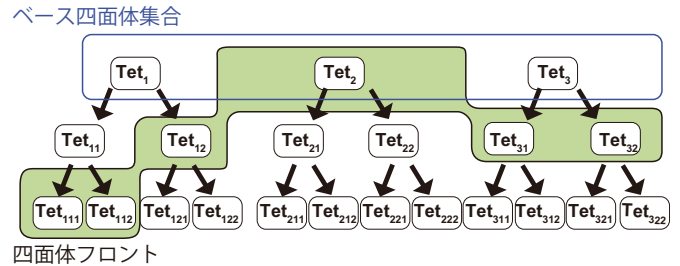 ベース四面体集合
Tet1 Tet2 Tet3
Tet11 Tet12 Tet21 Tet22 Tet31 Tet32
Tet111 Tet112 Tet121 Tet122 Tet211 Tet212 Tet221 Tet222 Tet311 Tet312 Tet321 Tet322
四面体フロント